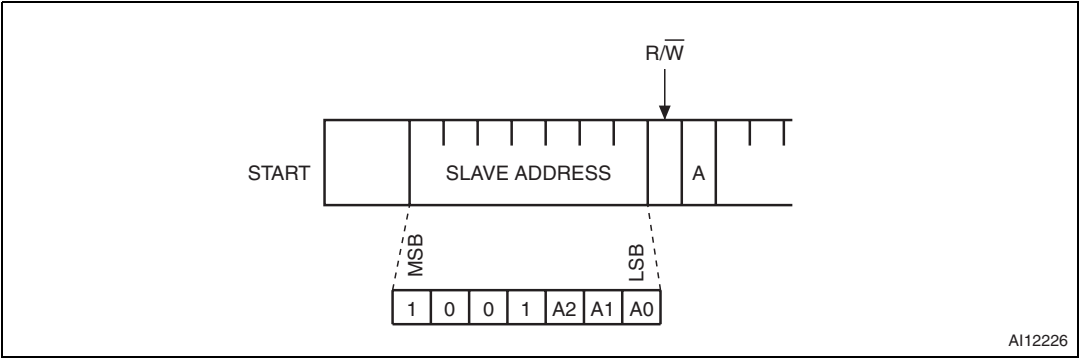 R/W̅
START
SLAVE ADDRESS
A
MSB
LSB
1 0 0 1 A2 A1 A0
AI12226